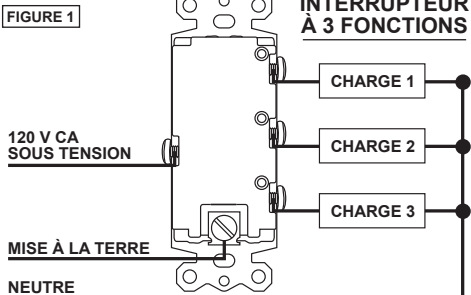 FIGURE 1
INTERRUPTEUR
À 3 FONCTIONS
CHARGE 1
120 V CA
SOUS TENSION
CHARGE 2
CHARGE 3
MISE À LA TERRE
NEUTRE